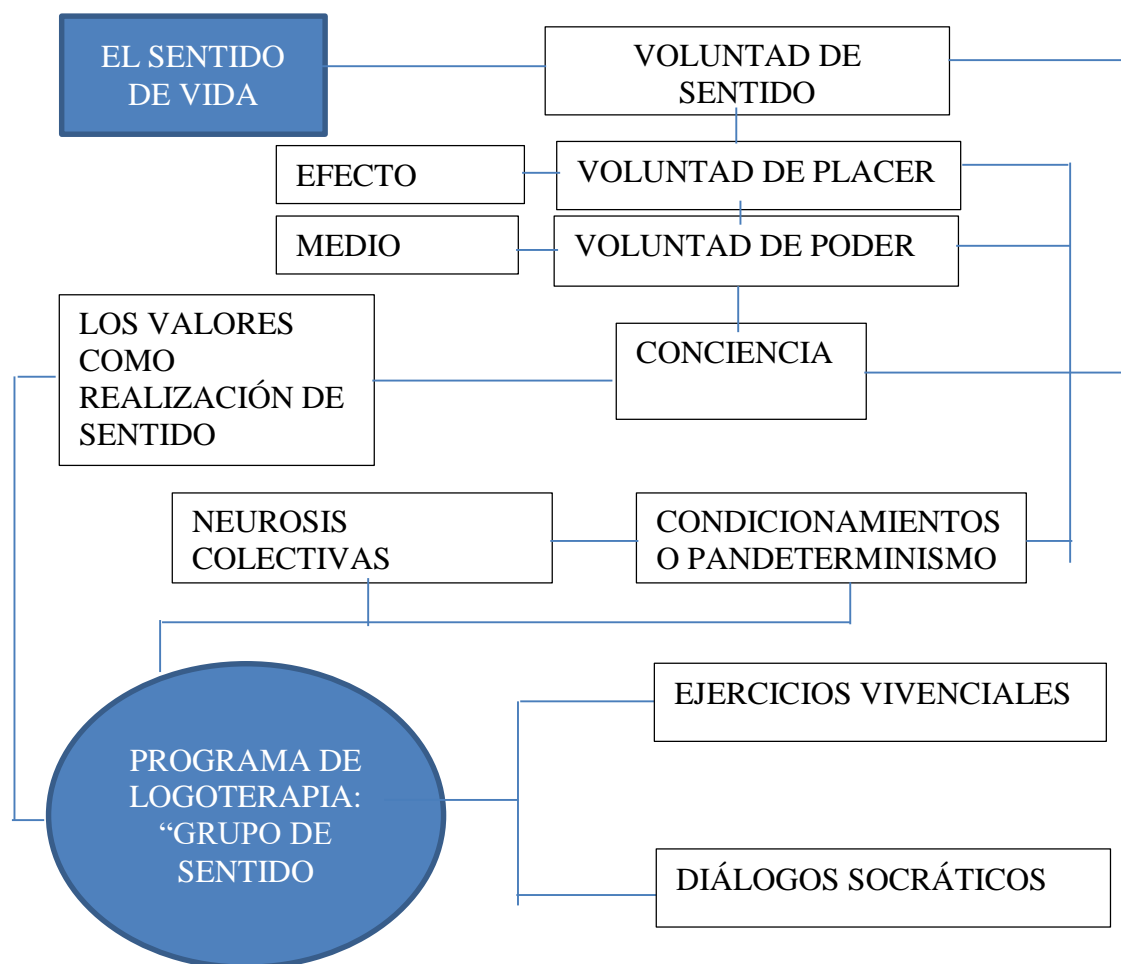 EL SENTIDO
DE VIDA
VOLUNTAD DE
SENTIDO
EFECTO
VOLUNTAD DE PLACER
MEDIO
VOLUNTAD DE PODER
LOS VALORES
COMO
REALIZACIÓN DE
SENTIDO
CONCIENCIA
NEUROSIS
COLECTIVAS
CONDICIONAMIENTOS
O PANDETERMINISMO
EJERCICIOS VIVENCIALES
PROGRAMA DE
LOGOTERAPIA:
“GRUPO DE
SENTIDO
DIÁLOGOS SOCRÁTICOS